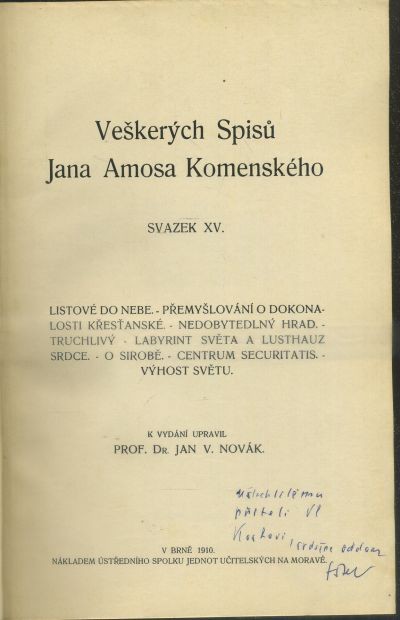 Veškerých Spisů
Jana Amosa Komenského
SVAZEK XV.
LISTOVÉ DO NEBE. - PŘEMYŠLOVÁNÍ O DOKONA-
LOSTI KŘESŤANSKÉ. - NEDOBYTEDLNÝ HRAD. -
TRUCHLIVÝ - LABYRINT SVĚTA A LUSTHAUZ
SRDCE. - O SIROBĚ. - CENTRUM SECURITATIS. -
VÝHOST SVĚTU.
K VYDÁNÍ UPRAVIL
PROF. DR. JAN V. NOVÁK.
příteli Vl
V BRNĚ 1910.
NÁKLADEM ÚSTŘEDNÍHO SPOLKU JEDNOT UČITELSKÝCH NA MORAVĚ.